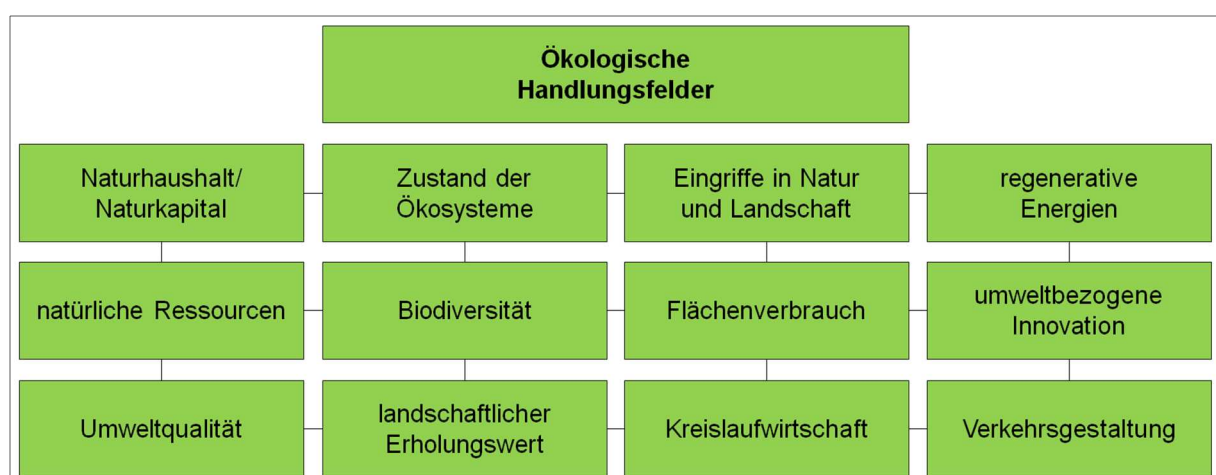 Ökologische
Handlungsfelder
Naturhaushalt/
Naturkapital
Zustand der
Ökosysteme
Eingriffe in Natur
und Landschaft
regenerative
Energien
natürliche Ressourcen
Biodiversität
Flächenverbrauch
umweltbezogene
Innovation
Umweltqualität
landschaftlicher
Erholungswert
Kreislaufwirtschaft
Verkehrsgestaltung